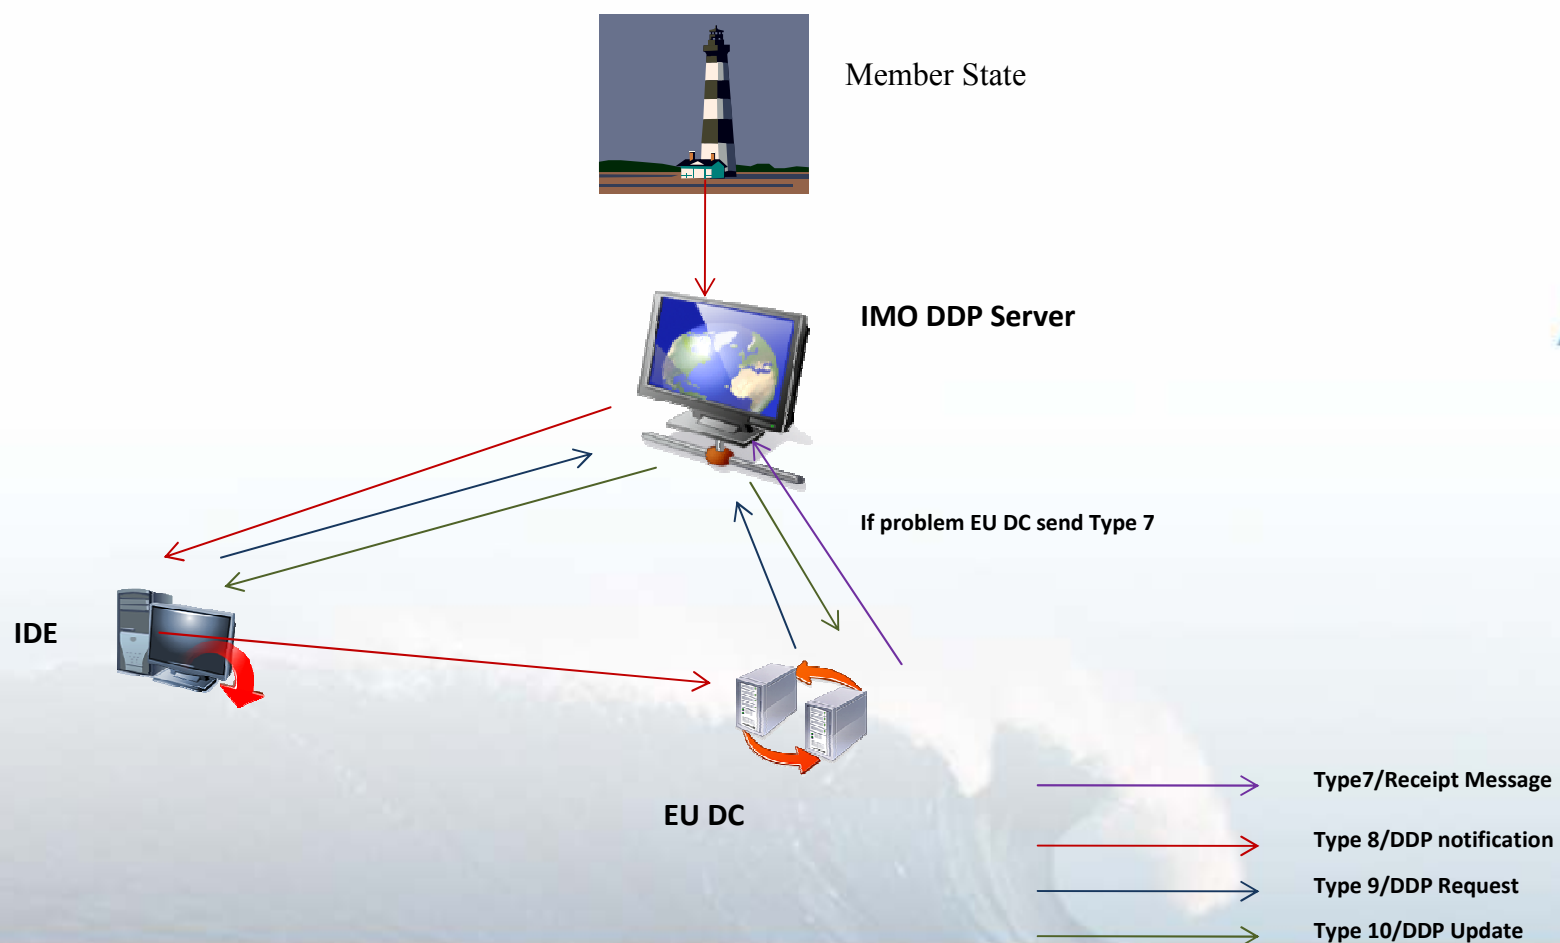 Member State
IMO DDP Server
If problem EU DC send Type 7
IDE
EU DC
Type7/Receipt Message
Type 8/DDP notification
Type 9/DDP Request
Type 10/DDP Update